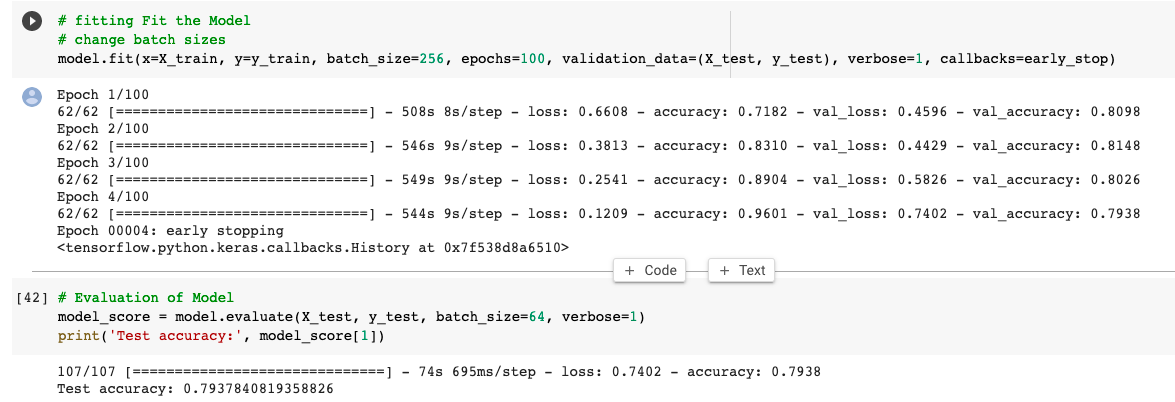 # fitting Fit the Model
# change batch sizes
model.fit(x=X_train, y=y_train, batch_size=256, epochs=100, validation_data=(X_test, y_test), verbose=1, callbacks=early_stop)
Epoch 1/100
62/62 [==============================] - 508s 8s/step - loss: 0.6608 - accuracy: 0.7182 - val_loss: 0.4596 - val_accuracy: 0.8098
Epoch 2/100
62/62 [==============================] - 546s 9s/step - loss: 0.3813 - accuracy: 0.8310 - val_loss: 0.4429 - val_accuracy: 0.8148
Epoch 3/100
62/62 [==============================] - 549s 9s/step - loss: 0.2541 - accuracy: 0.8904 - val_loss: 0.5826 - val_accuracy: 0.8026
Epoch 4/100
62/62 [==============================] - 544s 9s/step - loss: 0.1209 - accuracy: 0.9601 - val_loss: 0.7402 - val_accuracy: 0.7938
Epoch 00004: early stopping
<tensorflow.python.keras.callbacks.History at 0x7f538d8a6510>
+ Code + Text
[42] # Evaluation of Model
model_score = model.evaluate(X_test, y_test, batch_size=64, verbose=1)
print('Test accuracy:', model_score[1])
107/107 [==============================] - 74s 695ms/step - loss: 0.7402 - accuracy: 0.7938
Test accuracy: 0.7937840819358826